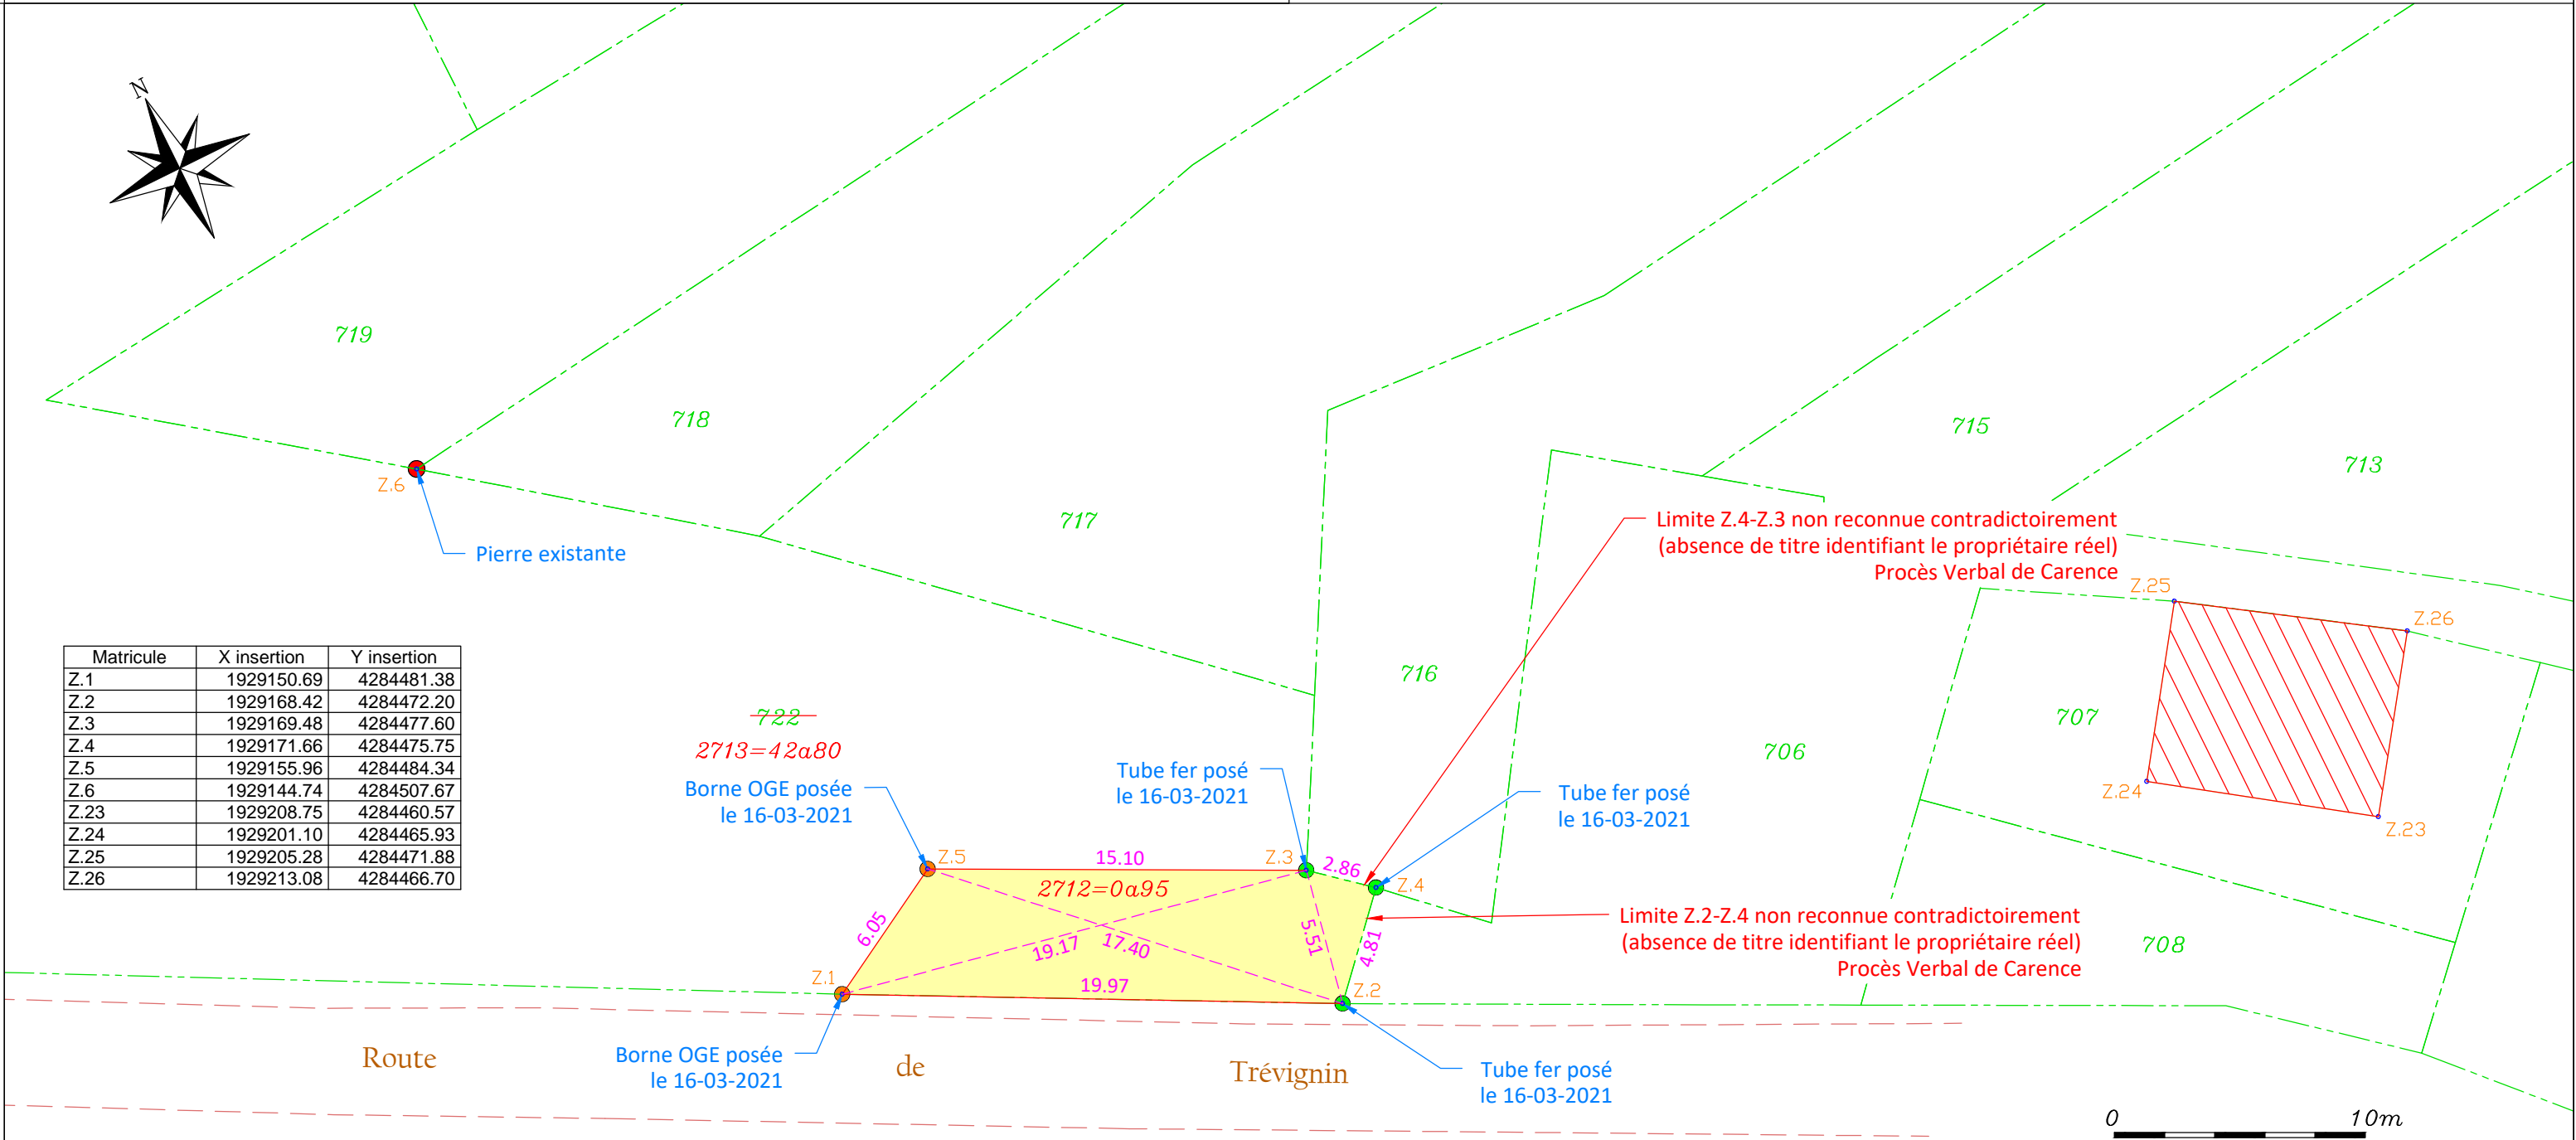 N
719
718
717
715
713
Z.6
Pierre existante
Limite Z.4-Z.3 non reconnue contradictoirement
(absence de titre identifiant le propriétaire réel)
Procès Verbal de Carence
Z.25
Z.26
Matricule X insertion Y insertion
Z.1 1929150.69 4284481.38
Z.2 1929168.42 4284472.20
Z.3 1929169.48 4284477.60
Z.4 1929171.66 4284475.75
Z.5 1929155.96 4284484.34
Z.6 1929144.74 4284507.67
Z.23 1929208.75 4284460.57
Z.24 1929201.10 4284465.93
Z.25 1929205.28 4284471.88
Z.26 1929213.08 4284466.70
716
722
2713=42a80
707
706
Borne OGE posée
le 16-03-2021
Tube fer posé
le 16-03-2021
Tube fer posé
le 16-03-2021
Z.24
Z.23
Z.5
15.10
Z.3
2.86
Z.4
2712=0a95
6.05
19.17
17.40
5.51
4.81
Limite Z.2-Z.4 non reconnue contradictoirement
(absence de titre identifiant le propriétaire réel)
Procès Verbal de Carence
708
Z.1
19.97
Z.2
Route de Trévignin
Borne OGE posée
le 16-03-2021
Tube fer posé
le 16-03-2021
0 10m